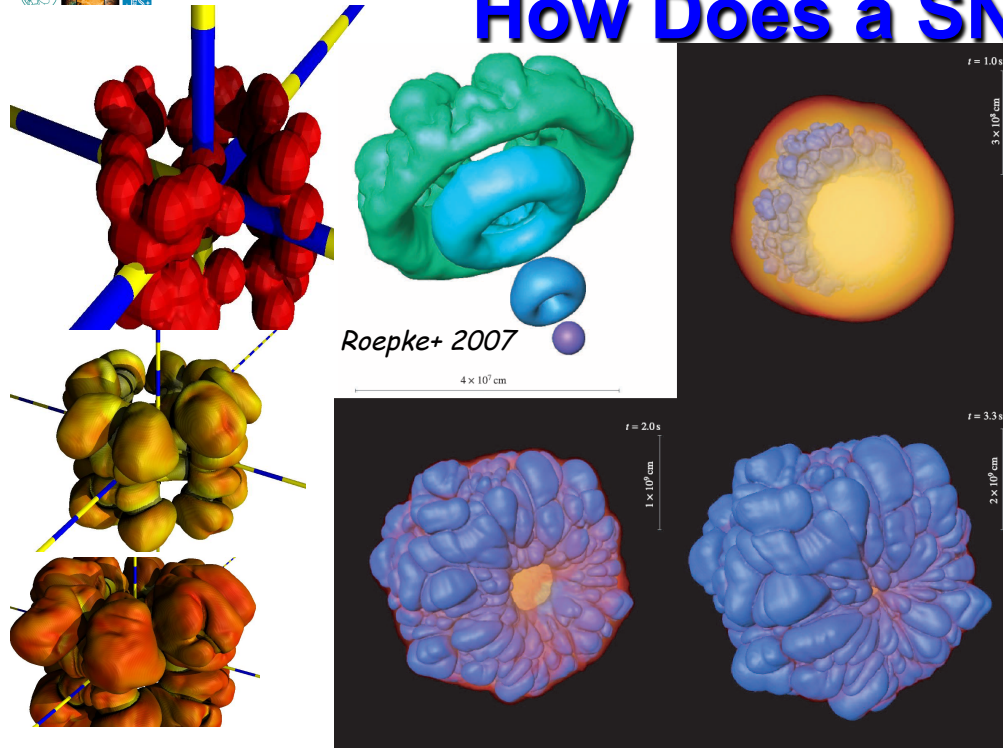 How Does a SN
t = 1.0 s
3 × 10⁸ cm
Roepke+ 2007
4 × 10⁷ cm
t = 2.0 s
1 × 10⁹ cm
t = 3.3 s
2 × 10⁹ cm